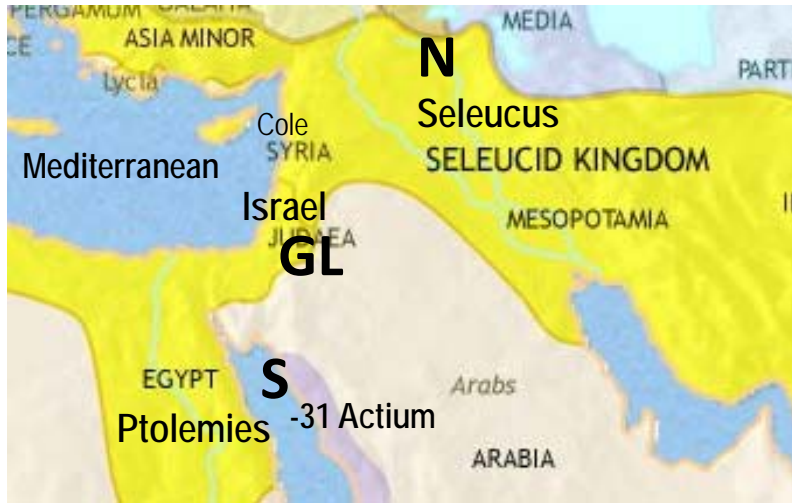 PERGAMUM GALATIA
MEDIA
ASIA MINOR
N
PART
Lycia
Seleucus
Cole
SYRIA
SELEUCID KINGDOM
Mediterranean
Israel
MESOPOTAMIA
JUDAEA
GL
EGYPT
S
Arabs
-31 Actium
Ptolemies
ARABIA